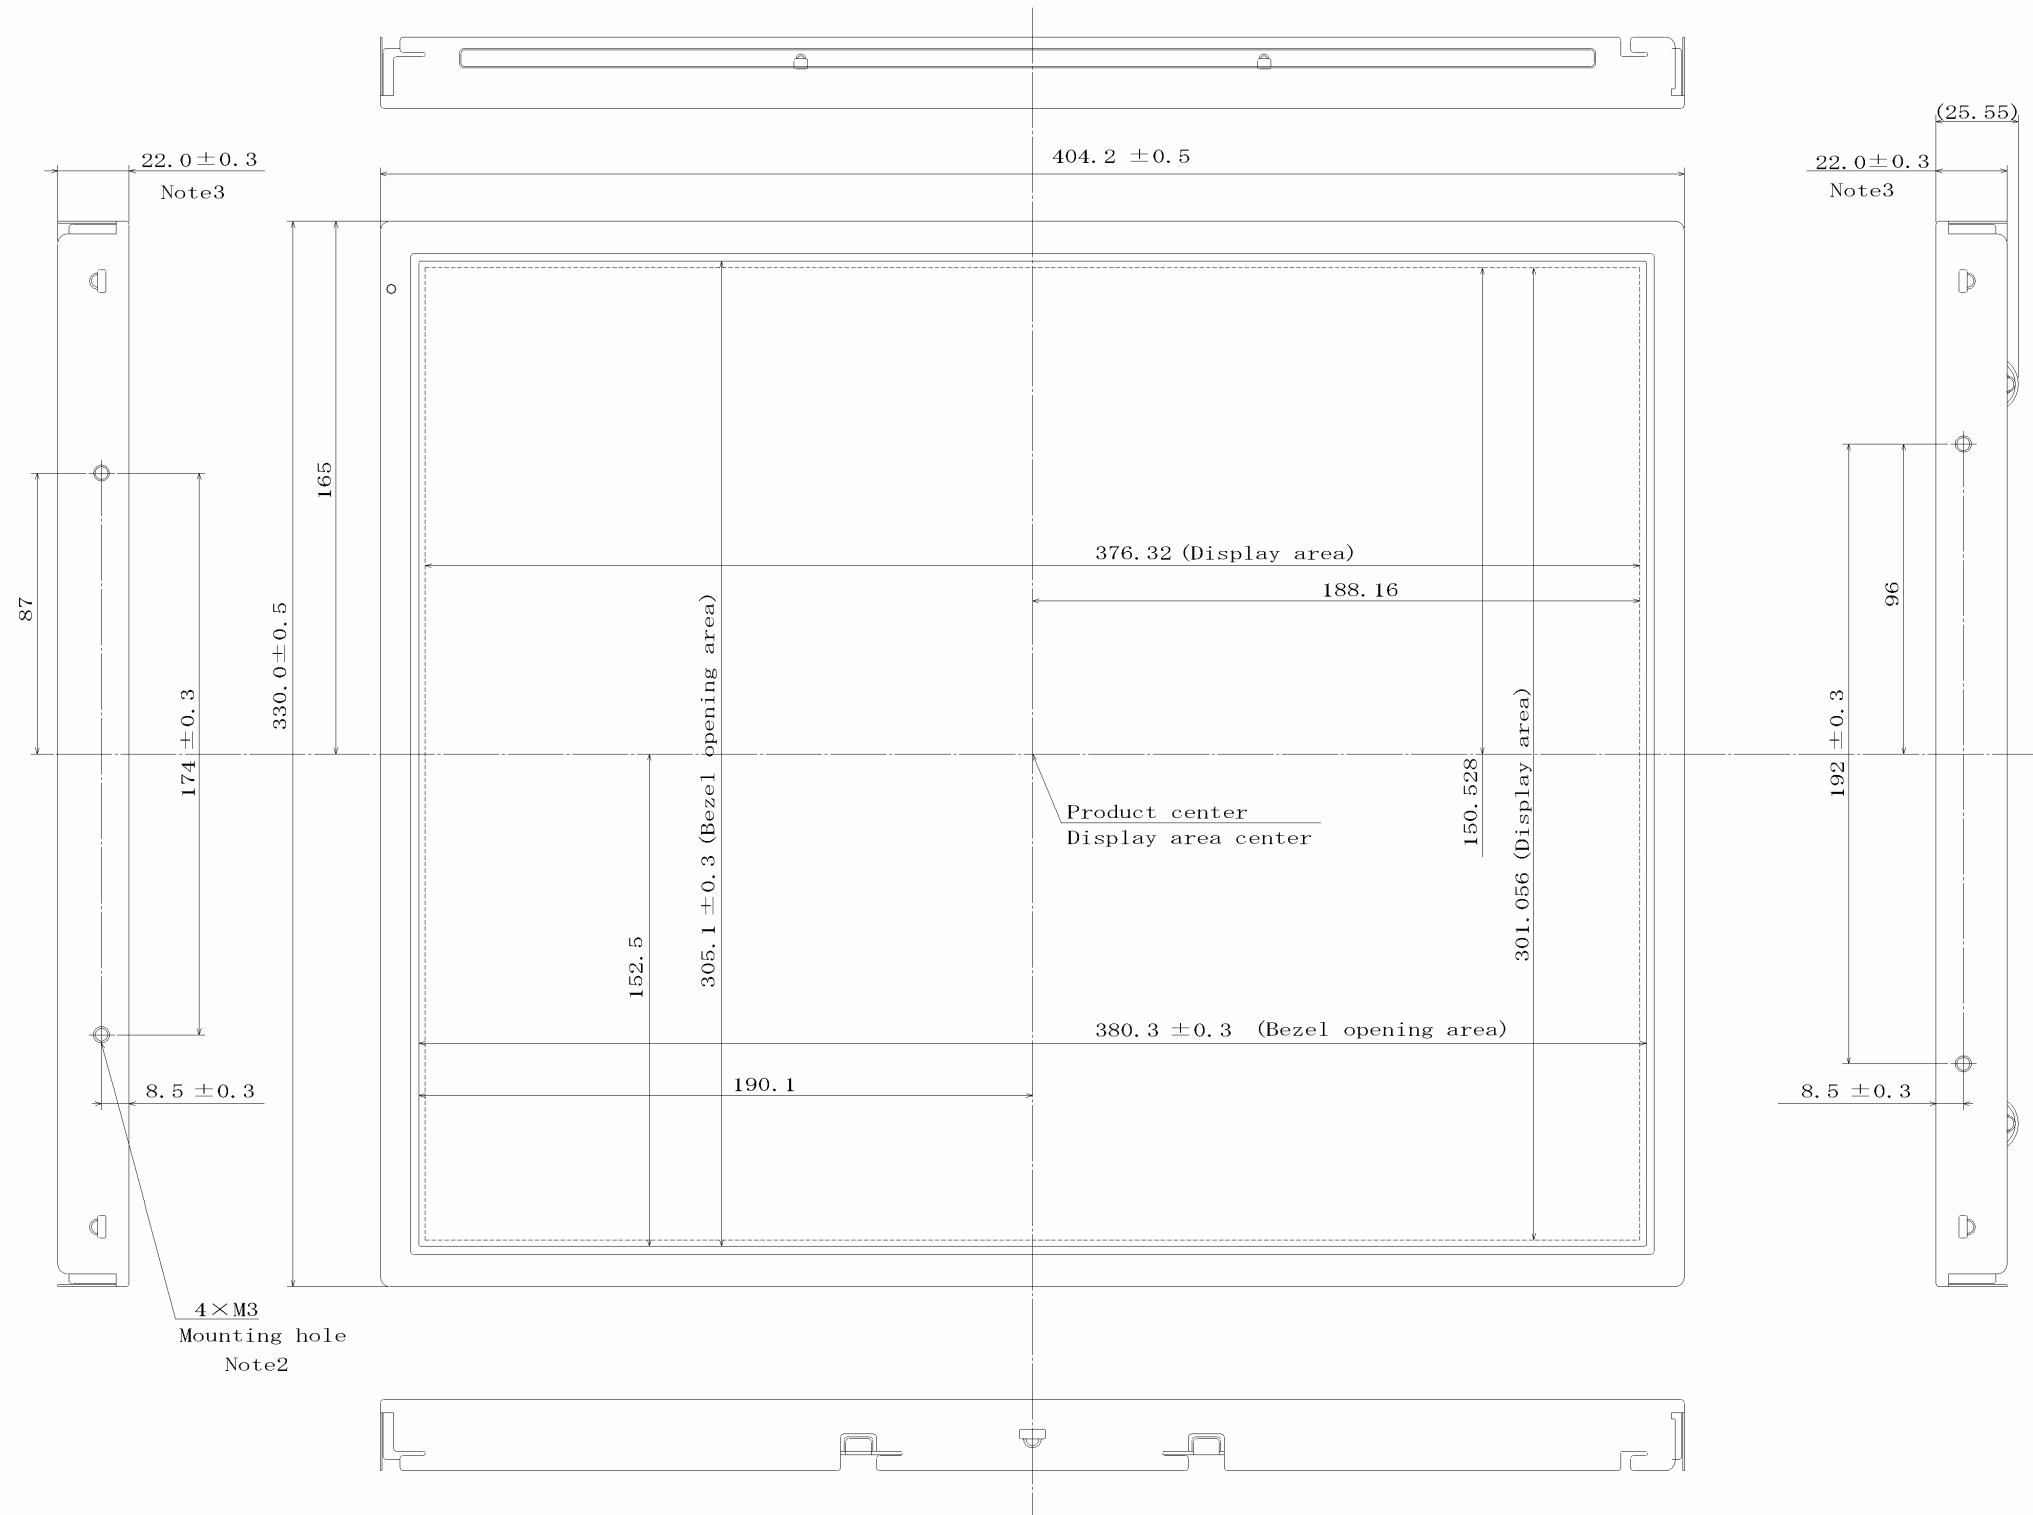 (25.55)
22.0±0.3
Note3
404.2 ±0.5
22.0±0.3
Note3
165
376.32 (Display area)
188.16
87
330.0±0.5
305.1 ±0.3 (Bezel opening area)
96
174 ±0.3
192 ±0.3
150.528
301.056 (Display area)
Product center
Display area center
152.5
380.3 ±0.3 (Bezel opening area)
190.1
8.5 ±0.3
8.5 ±0.3
4×M3
Mounting hole
Note2